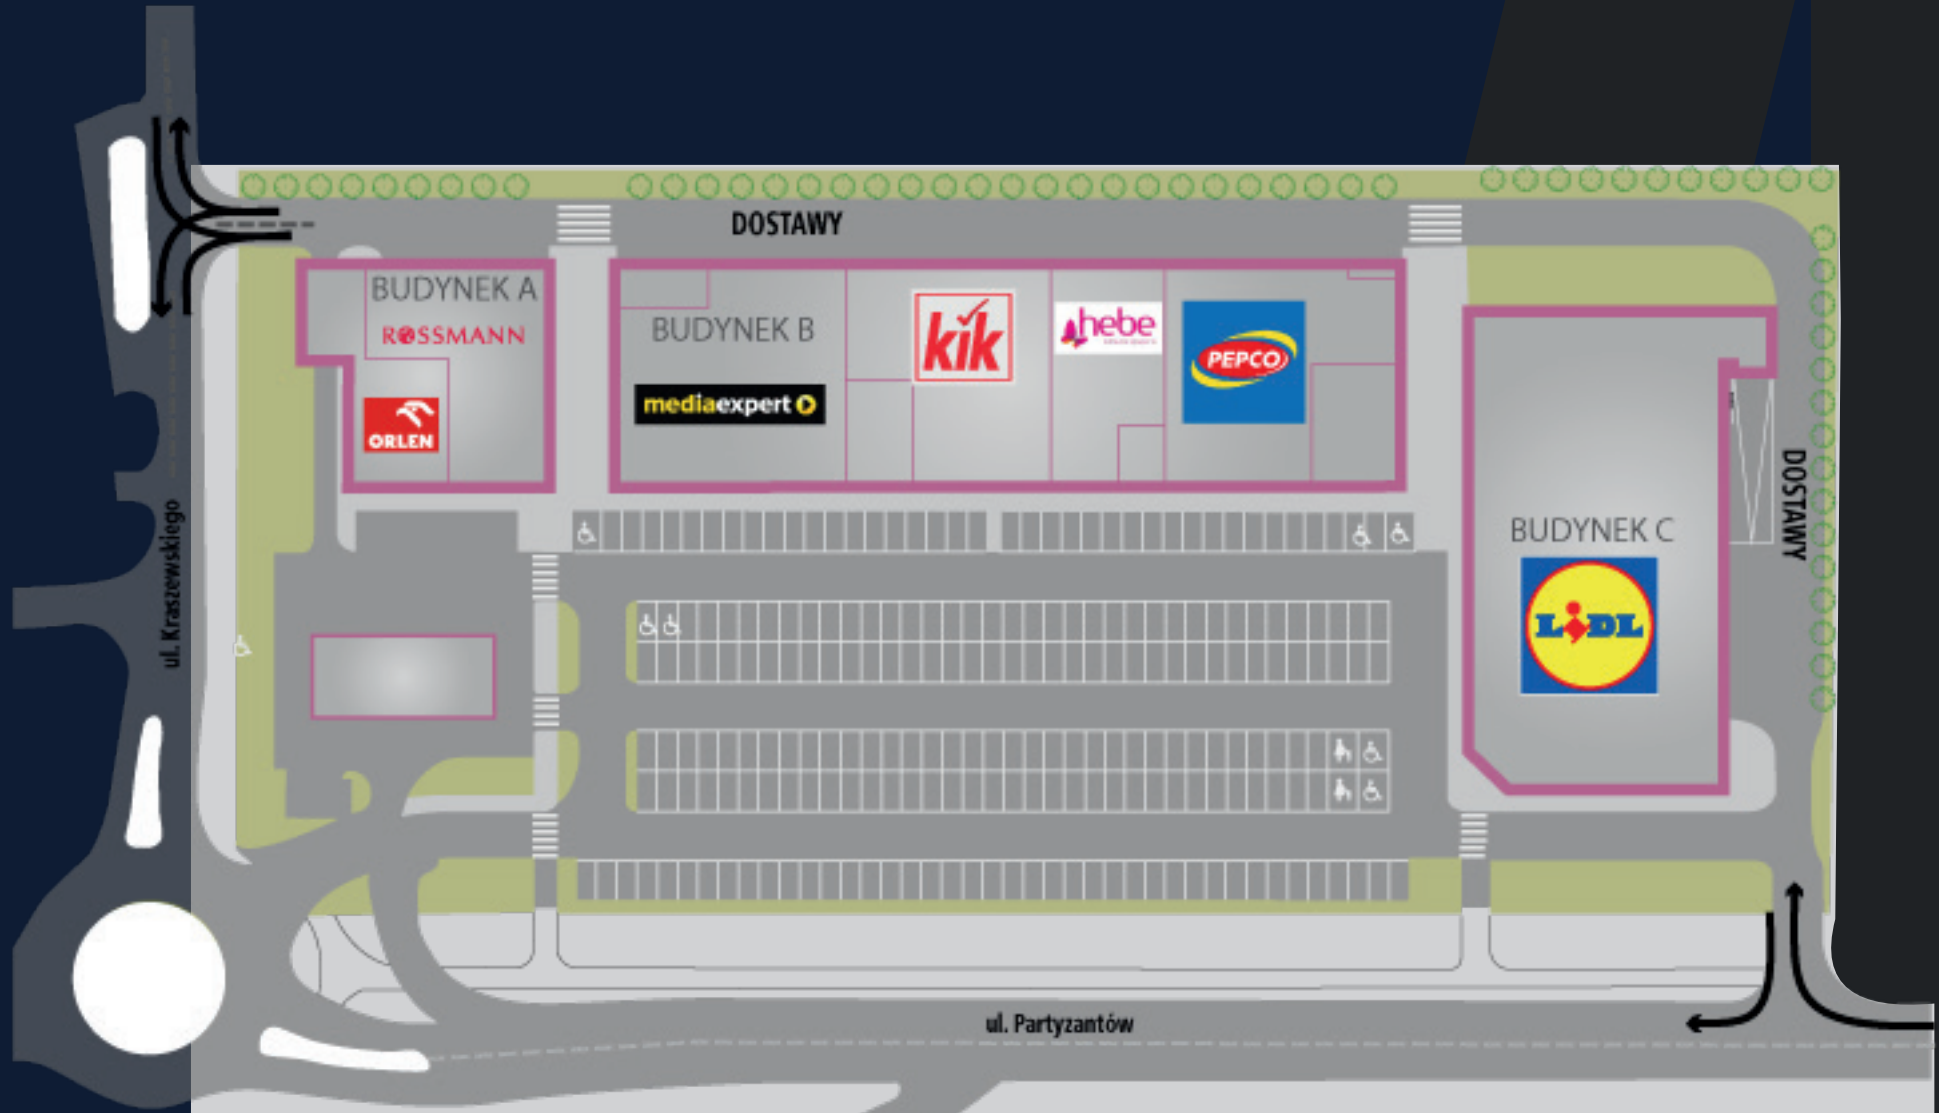 DOSTAWY
BUDYNEK A
ROSSMANN
ORLEN
BUDYNEK B
mediaexpert
kik
hebe
PEPCO
BUDYNEK C
LIDL
DOSTAWY
ul. Kraszewskiego
ul. Partyzantów